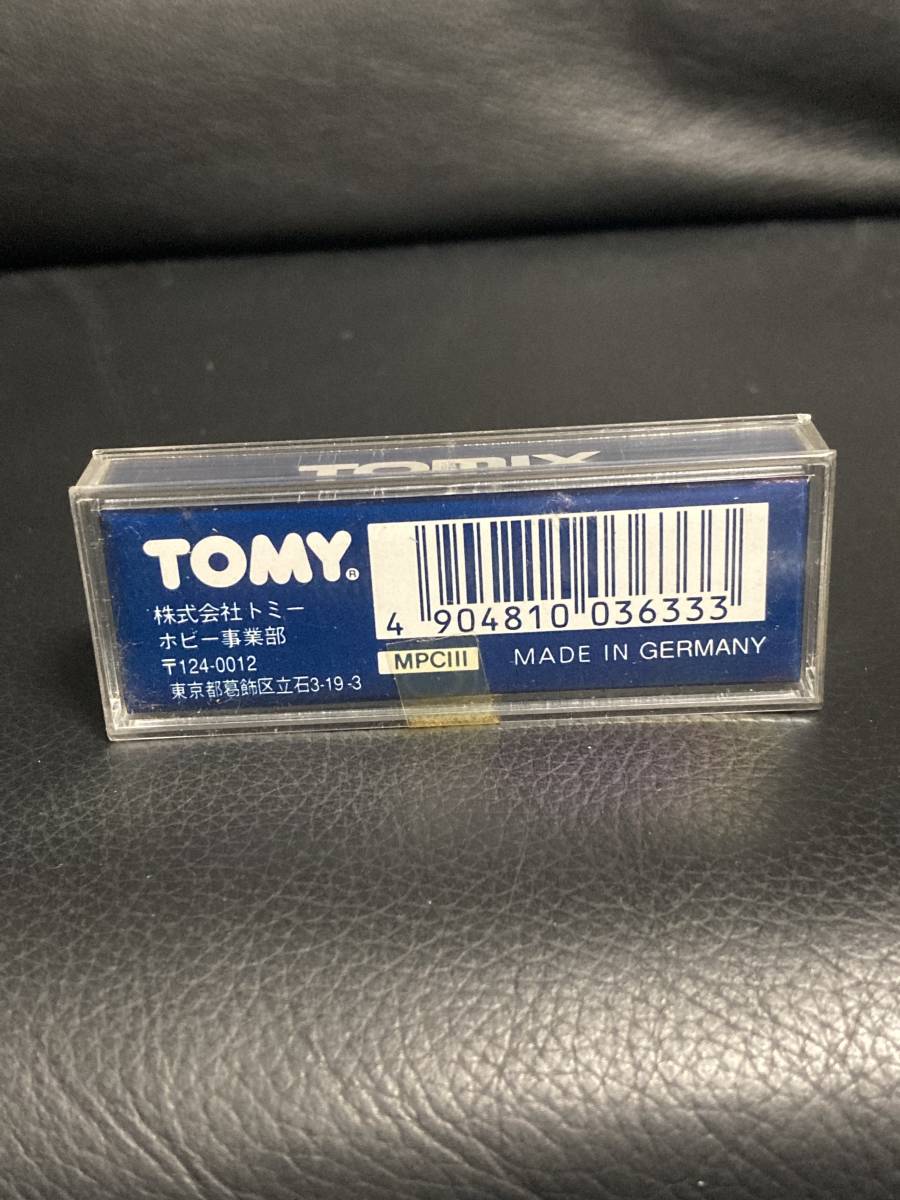 TOMIX
TOMY®
株式会社トミー
ホビー事業部
〒124-0012
東京都葛飾区立石3-19-3
4 904810 036333
MPCIII
MADE IN GERMANY